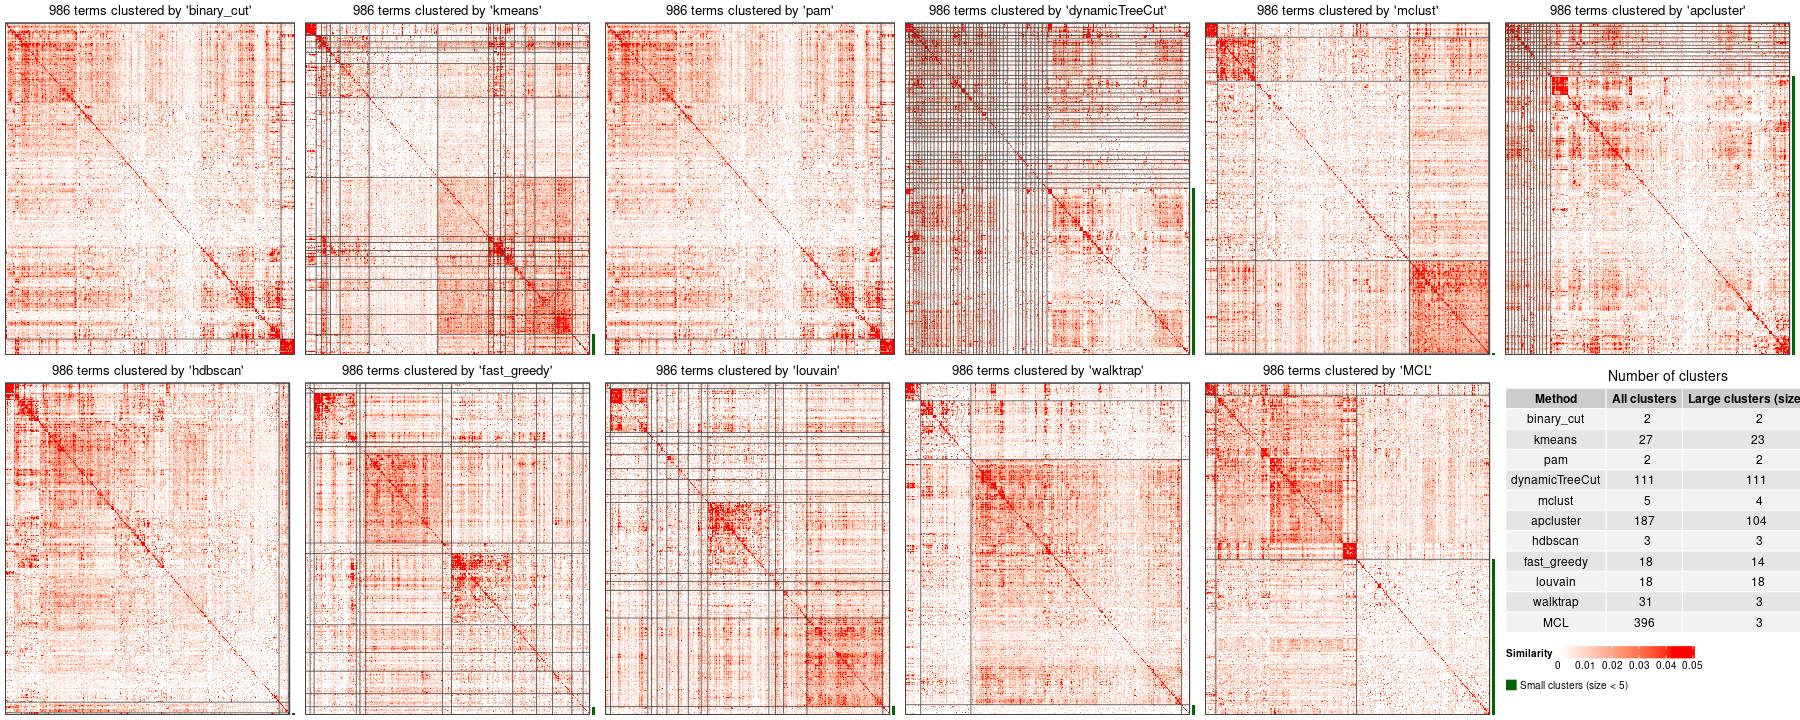 986 terms clustered by 'binary_cut'
986 terms clustered by 'kmeans'
986 terms clustered by 'pam'
986 terms clustered by 'dynamicTreeCut'
986 terms clustered by 'mclust'
986 terms clustered by 'apcluster'
986 terms clustered by 'hdbscan'
986 terms clustered by 'fast_greedy'
986 terms clustered by 'louvain'
986 terms clustered by 'walktrap'
986 terms clustered by 'MCL'
Number of clusters
Method All clusters Large clusters (size
binary_cut 2 2
kmeans 27 23
pam 2 2
dynamicTreeCut 111 111
mclust 5 4
apcluster 187 104
hdbscan 3 3
fast_greedy 18 14
louvain 18 18
walktrap 31 3
MCL 396 3
Similarity
0 0.01 0.02 0.03 0.04 0.05
Small clusters (size < 5)